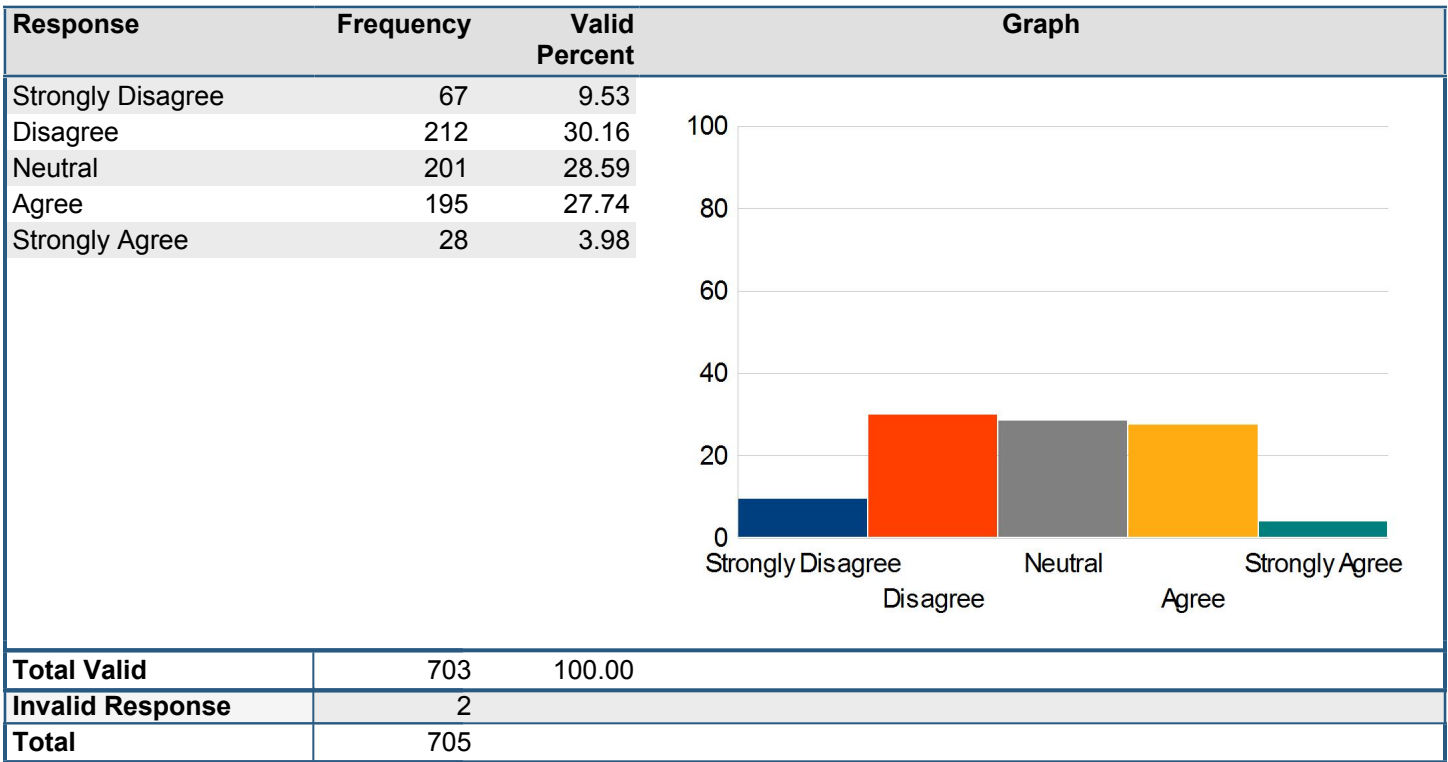 Response Frequency Valid Percent Graph
Strongly Disagree 67 9.53
Disagree 212 30.16
Neutral 201 28.59
Agree 195 27.74
Strongly Agree 28 3.98
100
80
60
40
20
0
Strongly Disagree Neutral Strongly Agree
Disagree Agree
Total Valid 703 100.00
Invalid Response 2
Total 705